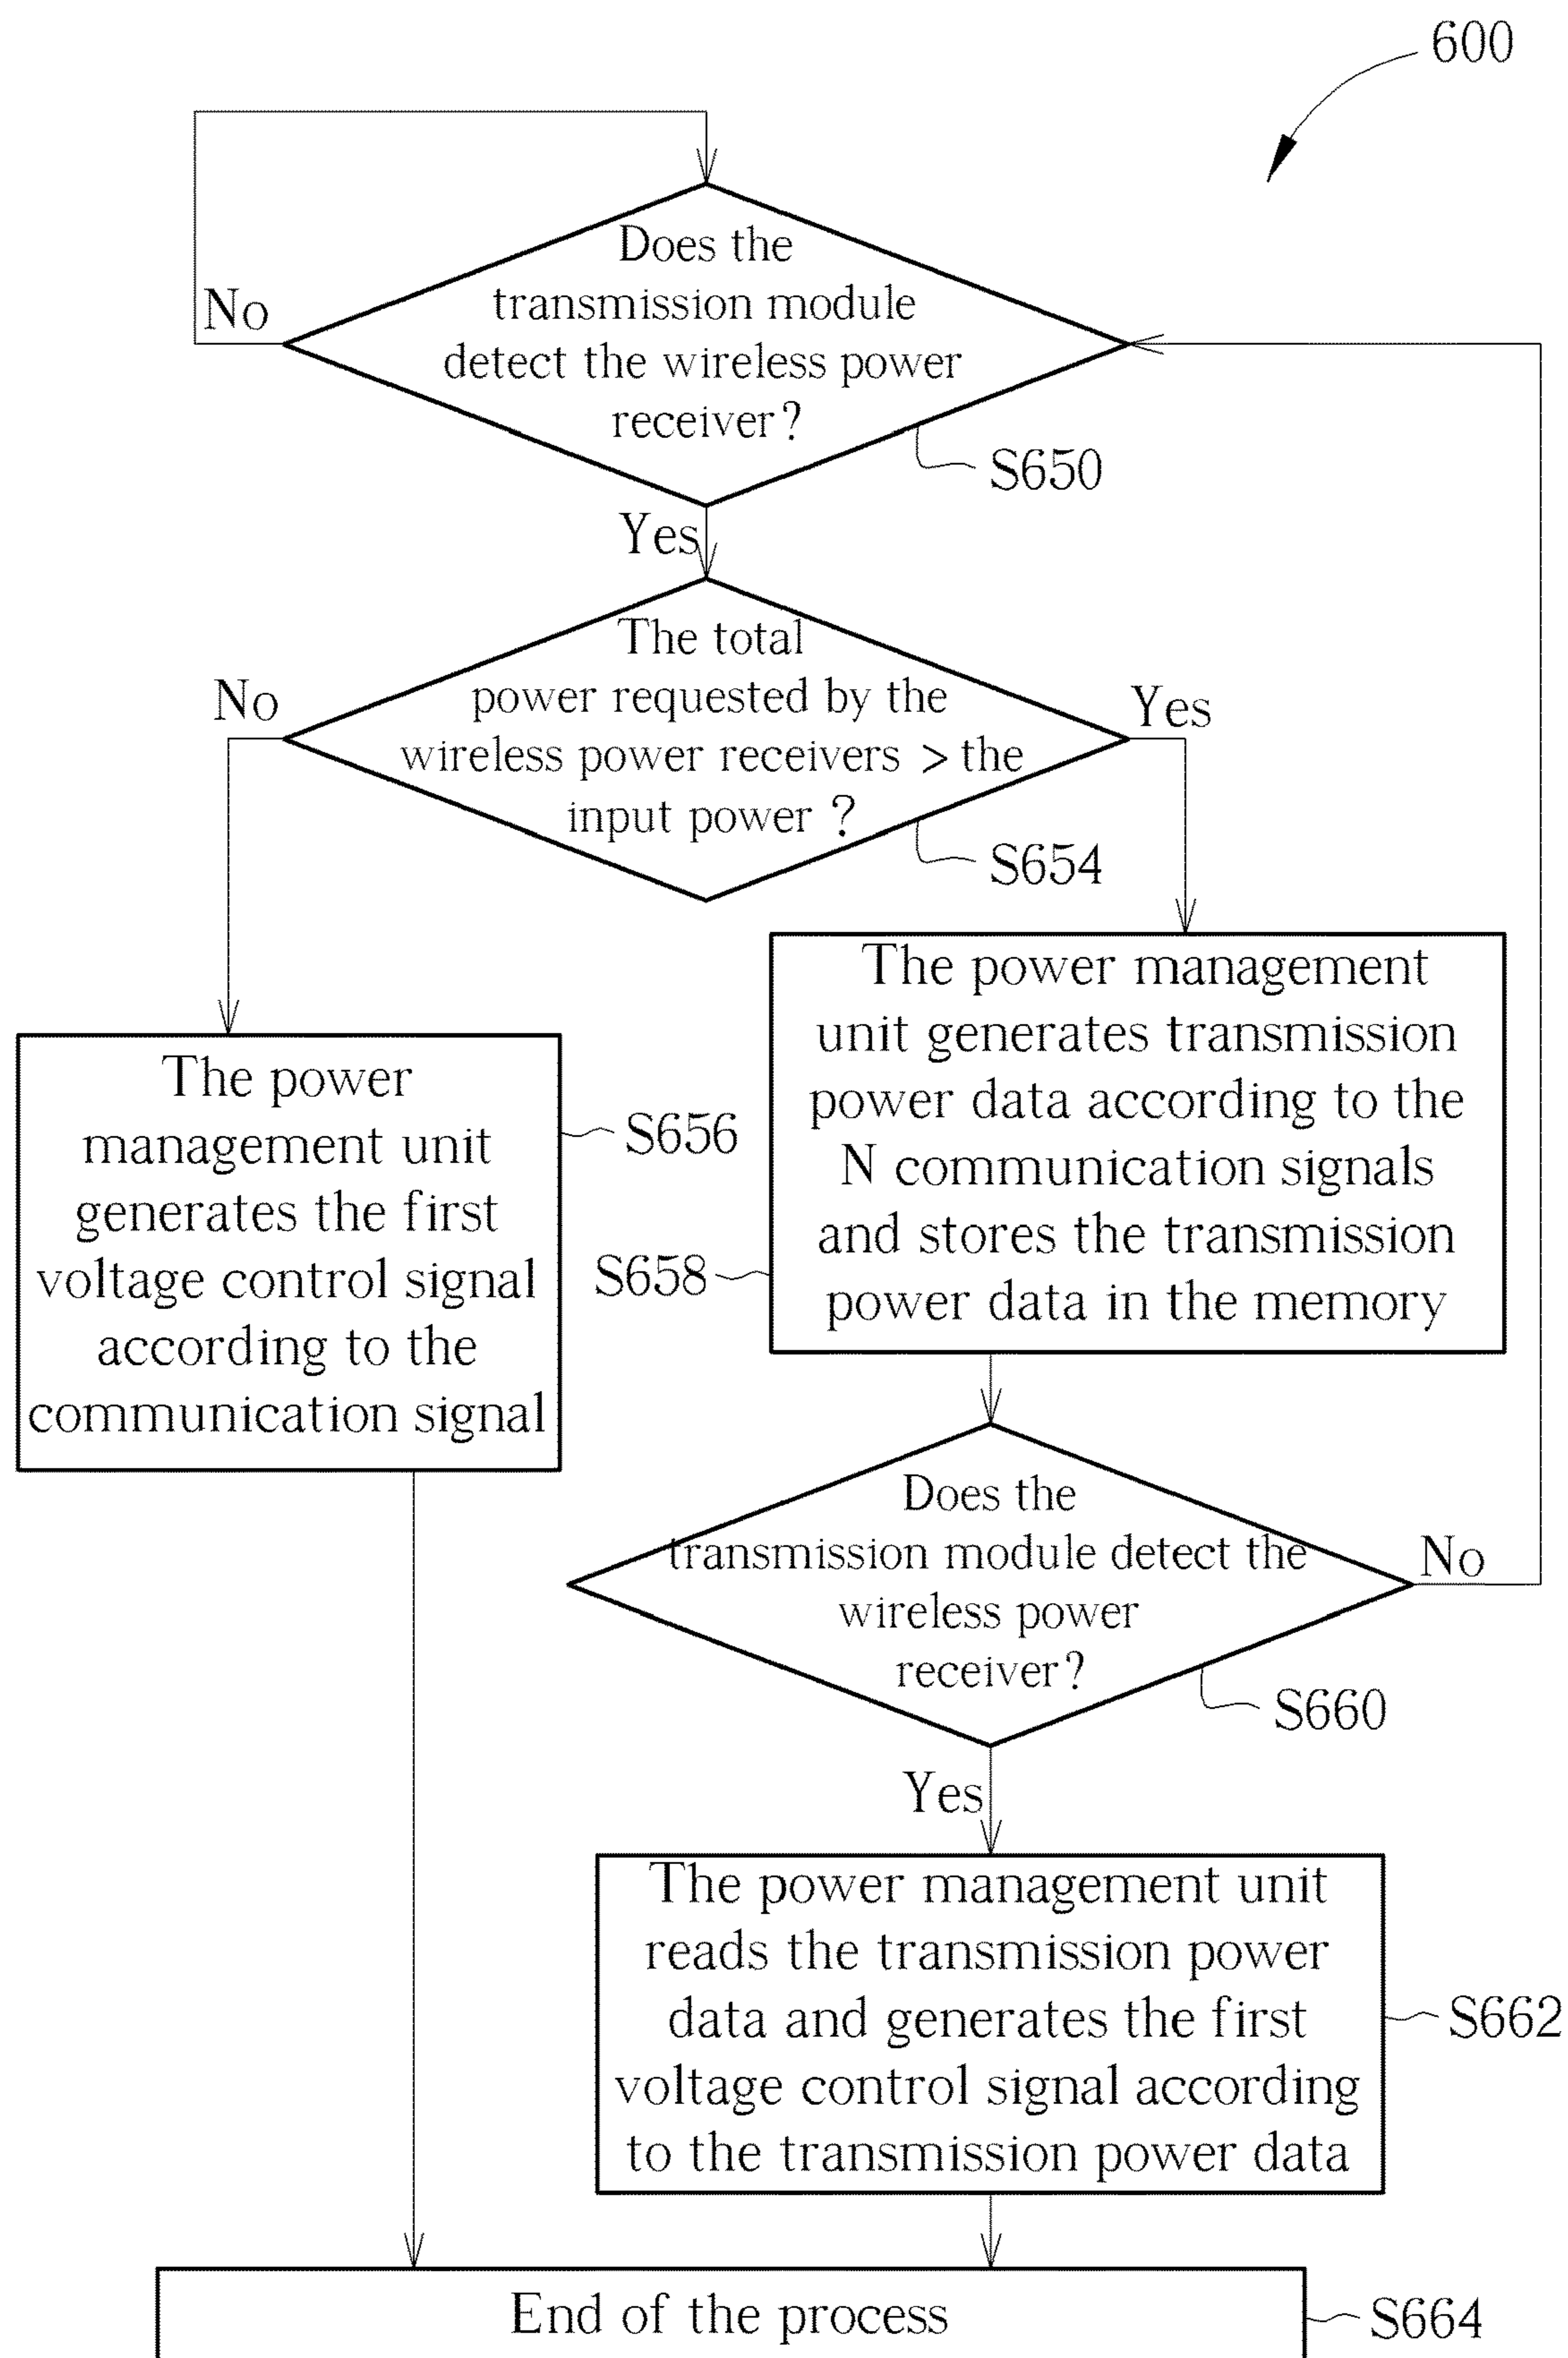 600
Does the
transmission module
detect the wireless power
receiver?
No
S650
Yes
The total
power requested by the
wireless power receivers > the
input power ?
No
Yes
S654
The power
management unit
generates the first
voltage control signal
according to the
communication signal
S656
The power management
unit generates transmission
power data according to the
N communication signals
and stores the transmission
power data in the memory
S658
Does the
transmission module detect the
wireless power
receiver?
No
S660
Yes
The power management unit
reads the transmission power
data and generates the first
voltage control signal according
to the transmission power data
S662
End of the process
S664